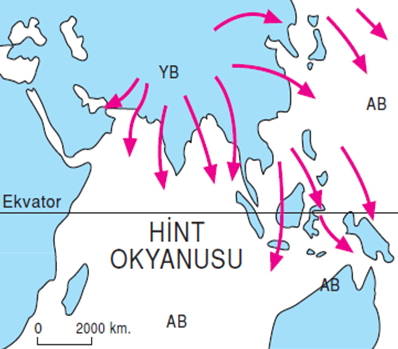 YB
AB
Ekvator
HİNT
OKYANUSU
AB
AB
0 2000 km.